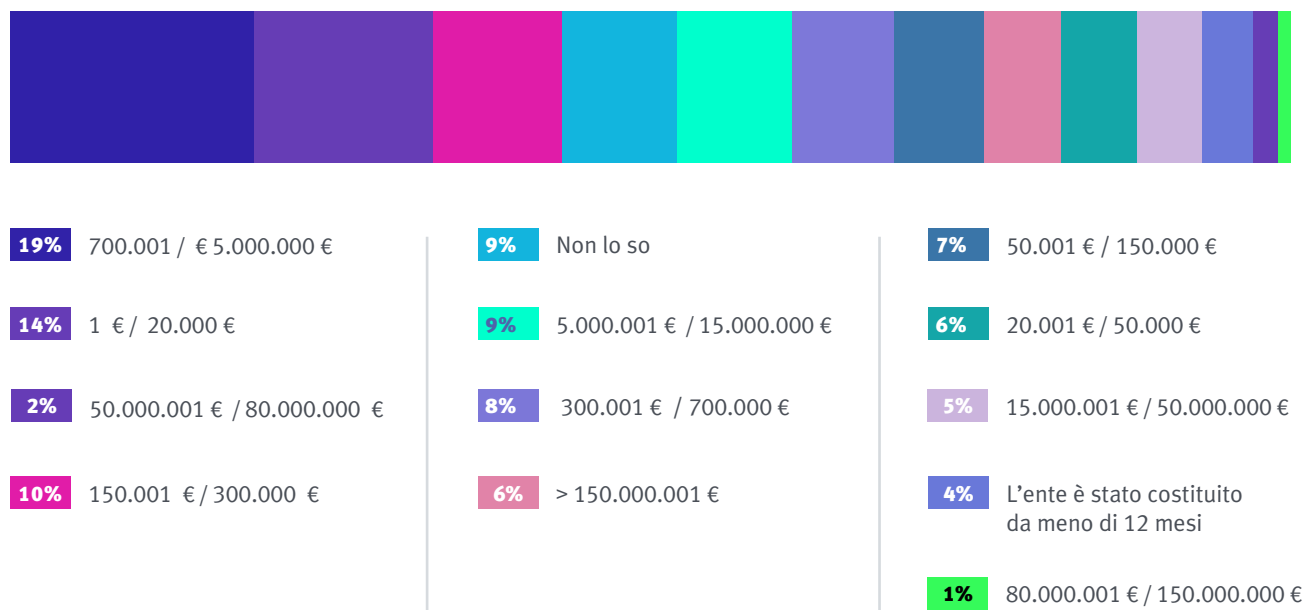 19% 700.001 / € 5.000.000 €
14% 1 € / 20.000 €
2% 50.000.001 € / 80.000.000 €
10% 150.001 € / 300.000 €
9% Non lo so
9% 5.000.001 € / 15.000.000 €
8% 300.001 € / 700.000 €
6% > 150.000.001 €
7% 50.001 € / 150.000 €
6% 20.001 € / 50.000 €
5% 15.000.001 € / 50.000.000 €
4% L'ente è stato costituito
da meno di 12 mesi
1% 80.000.001 € / 150.000.000 €